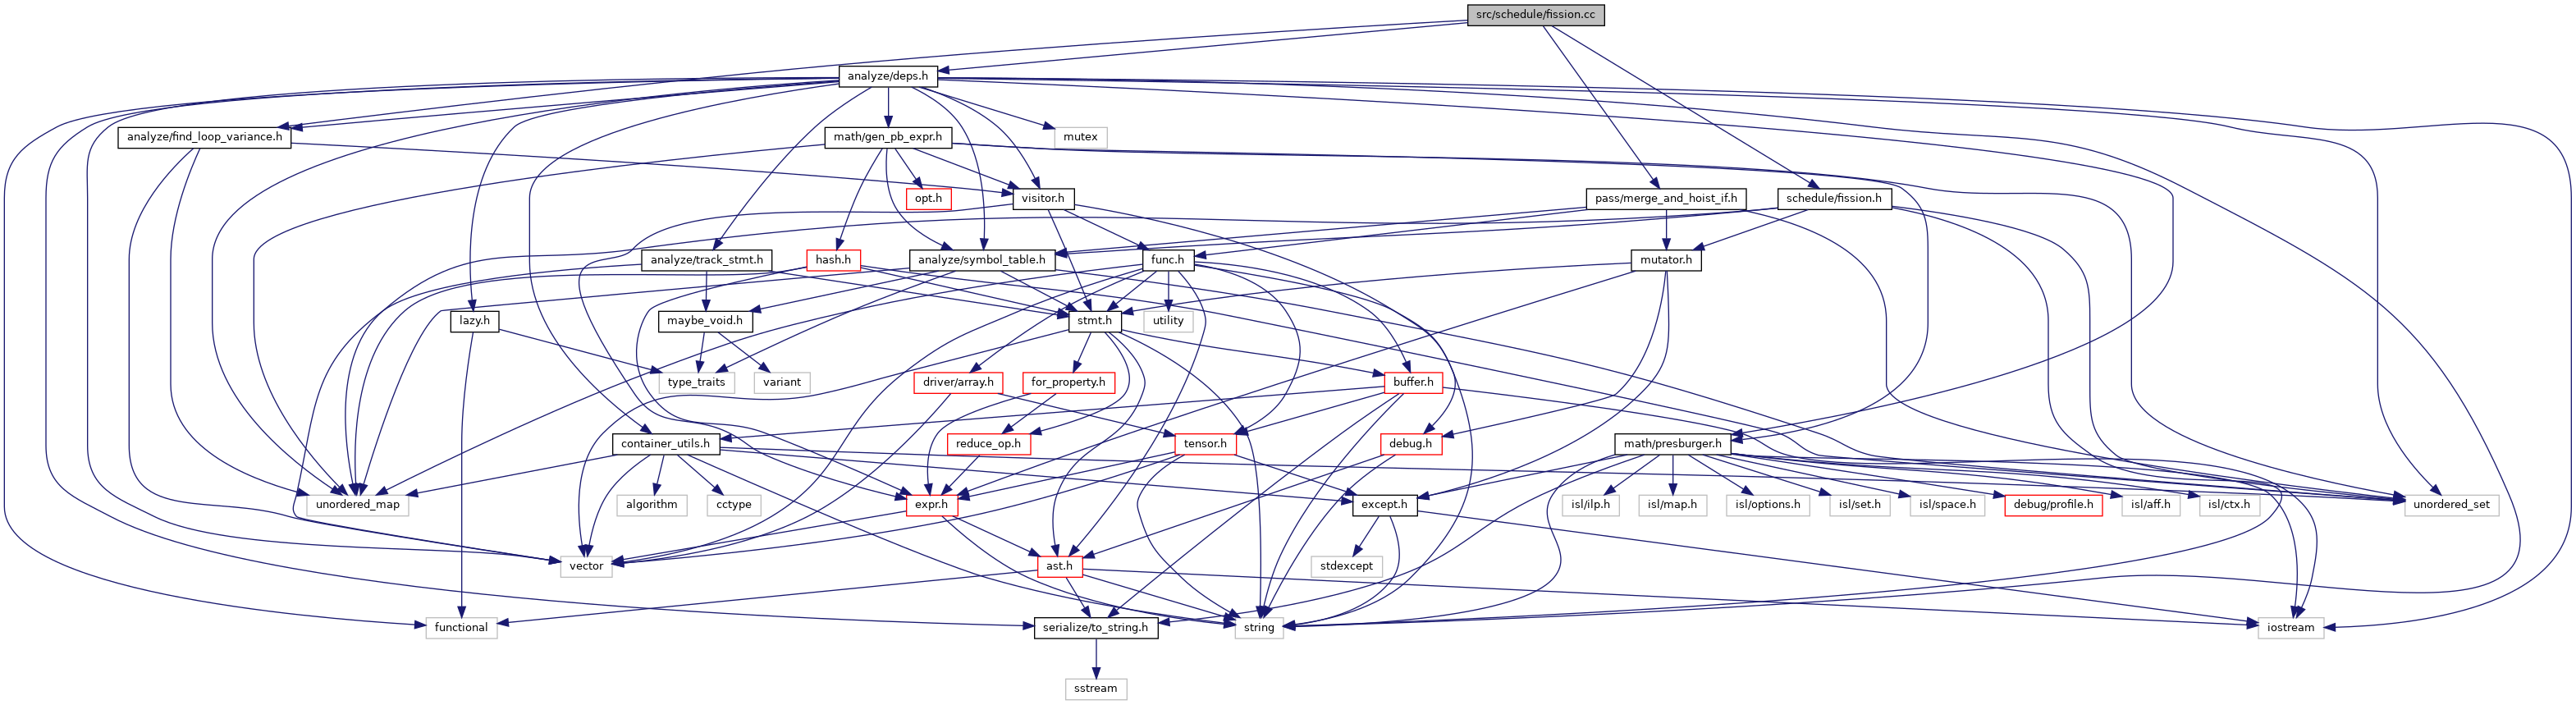 src/schedule/fission.cc
analyze/deps.h
analyze/find_loop_variance.h
math/gen_pb_expr.h
mutex
opt.h
visitor.h
pass/merge_and_hoist_if.h
schedule/fission.h
analyze/track_stmt.h
hash.h
analyze/symbol_table.h
func.h
mutator.h
lazy.h
maybe_void.h
stmt.h
utility
type_traits
variant
driver/array.h
for_property.h
buffer.h
container_utils.h
reduce_op.h
tensor.h
debug.h
math/presburger.h
unordered_map
algorithm
cctype
expr.h
except.h
isl/ilp.h
isl/map.h
isl/options.h
isl/set.h
isl/space.h
debug/profile.h
isl/aff.h
isl/ctx.h
unordered_set
vector
ast.h
stdexcept
functional
serialize/to_string.h
string
iostream
sstream